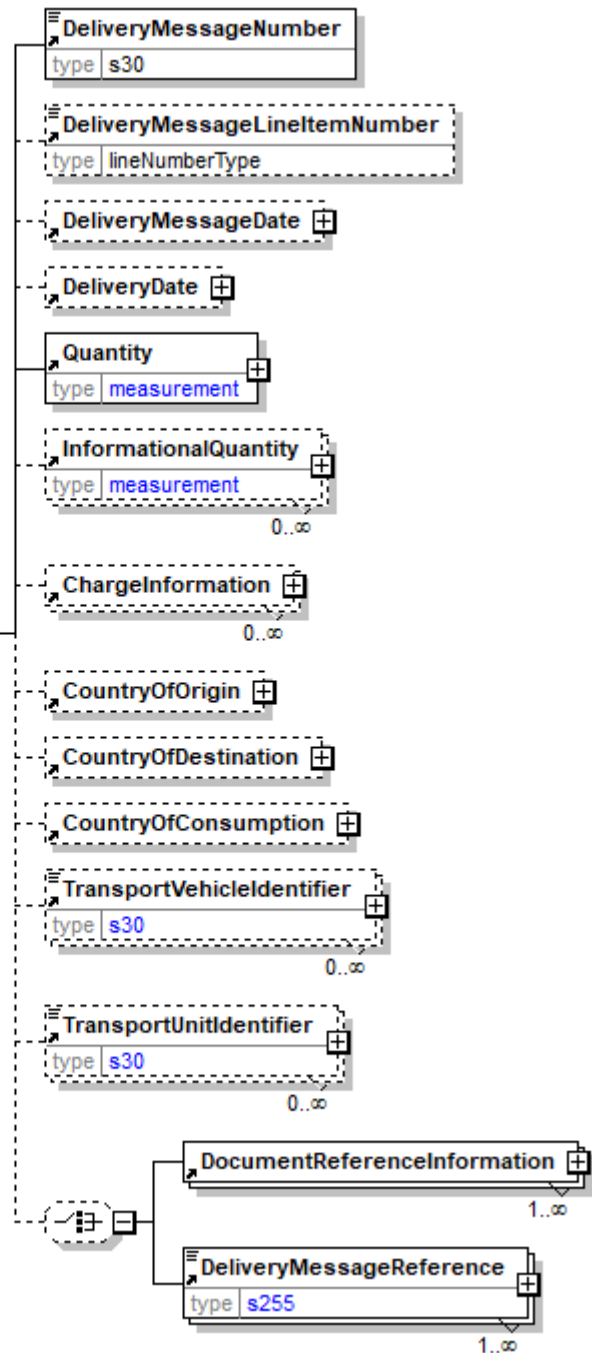 DeliveryMessageNumber
type s30
DeliveryMessageLineItemNumber
type lineNumberType
DeliveryMessageDate
DeliveryDate
Quantity
type measurement
InformationalQuantity
type measurement
0..∞
ChargeInformation
0..∞
CountryOfOrigin
CountryOfDestination
CountryOfConsumption
TransportVehicleIdentifier
type s30
0..∞
TransportUnitIdentifier
type s30
0..∞
DocumentReferenceInformation
1..∞
DeliveryMessageReference
type s255
1..∞